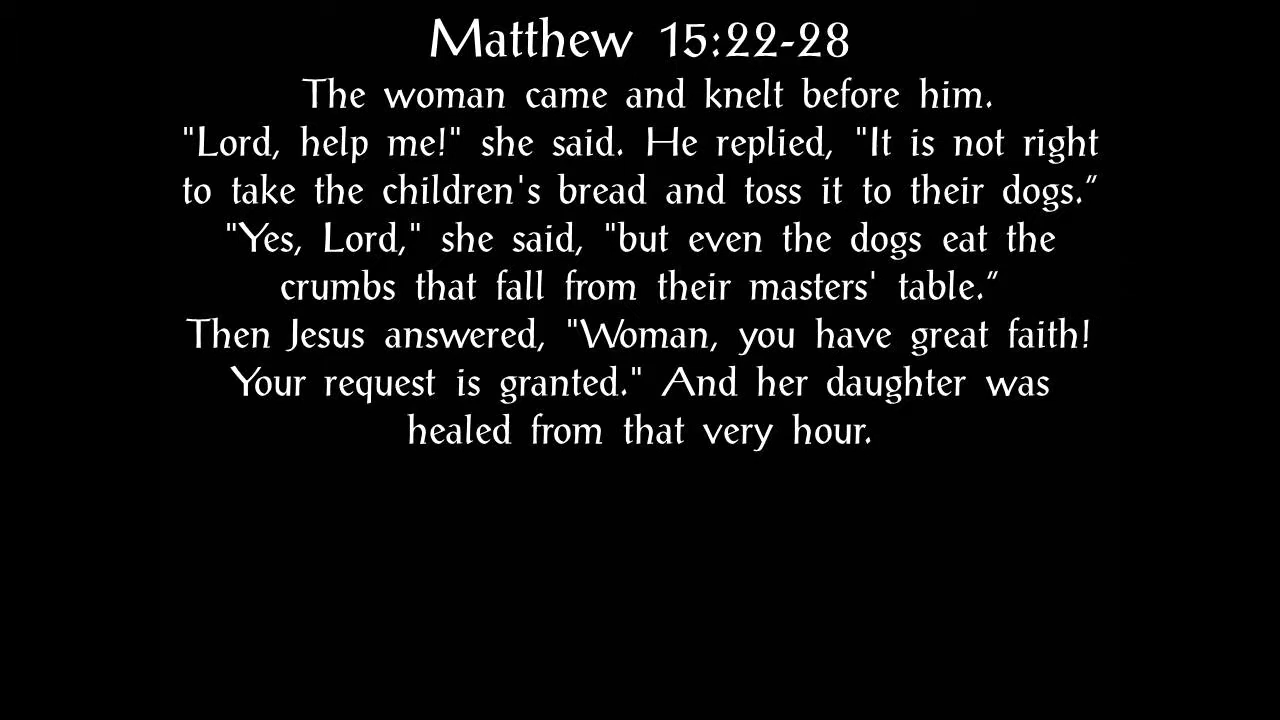 Matthew 15:22-28
The woman came and knelt before him.
"Lord, help me!" she said. He replied, "It is not right
to take the children's bread and toss it to their dogs.”
"Yes, Lord," she said, "but even the dogs eat the
crumbs that fall from their masters' table.”
Then Jesus answered, "Woman, you have great faith!
Your request is granted." And her daughter was
healed from that very hour.